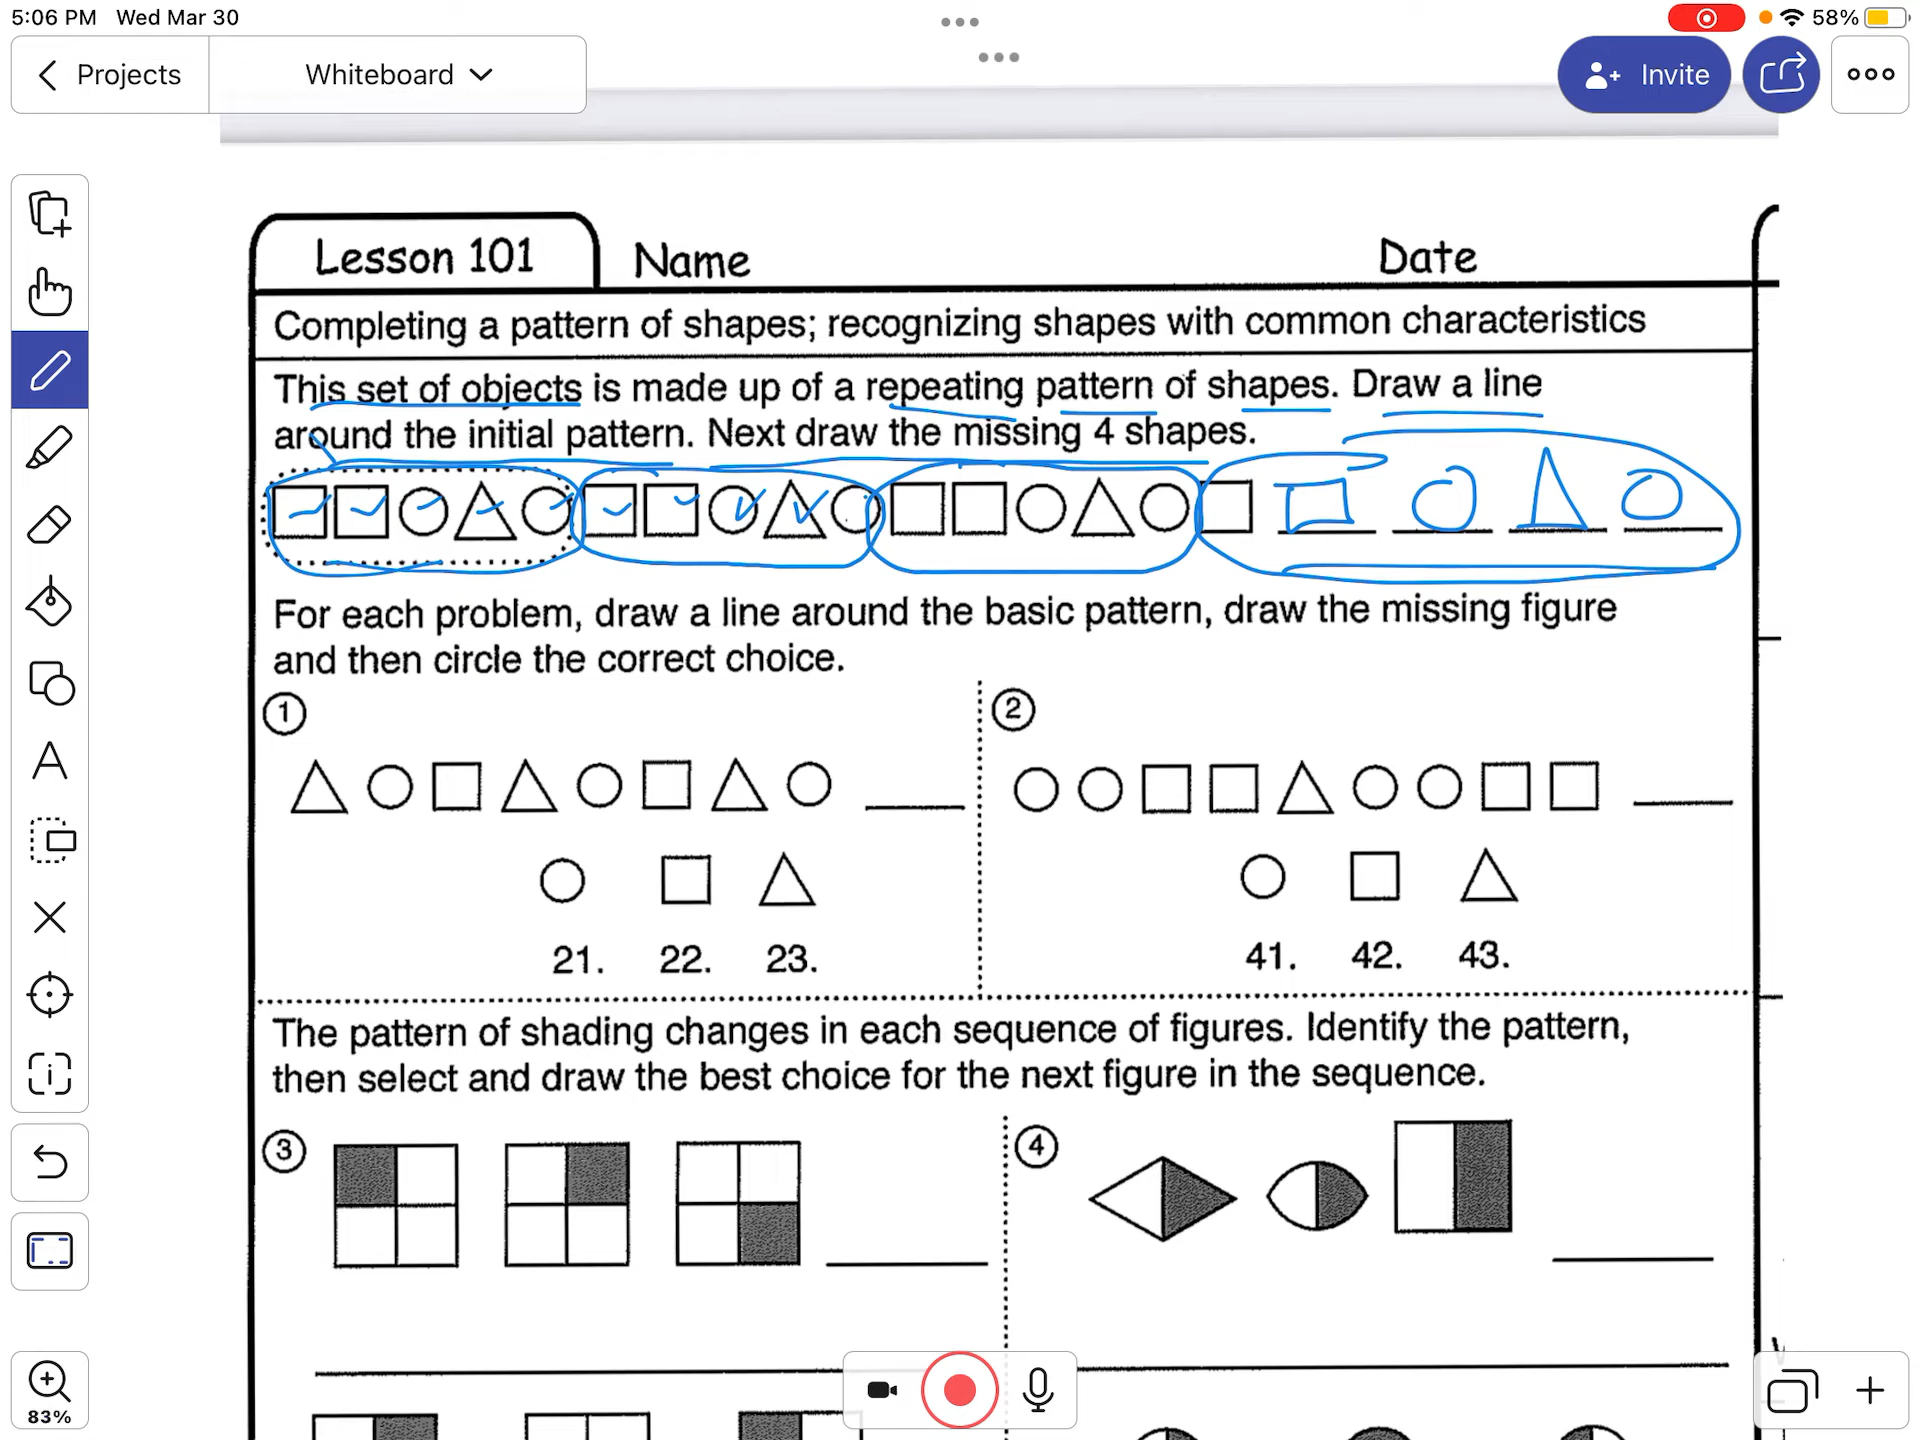 5:06 PM Wed Mar 30
58%
Projects
Whiteboard
Invite
Lesson 101 Name Date
Completing a pattern of shapes; recognizing shapes with common characteristics
This set of objects is made up of a repeating pattern of shapes. Draw a line
around the initial pattern. Next draw the missing 4 shapes.
For each problem, draw a line around the basic pattern, draw the missing figure
and then circle the correct choice.
1 2
21. 22. 23. 41. 42. 43.
The pattern of shading changes in each sequence of figures. Identify the pattern,
then select and draw the best choice for the next figure in the sequence.
3 4
83%